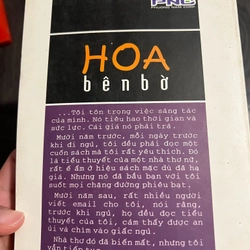 PNC
HOA
bên bờ
...Tôi tôn trọng việc sáng tác
của mình. Nó tiêu hao thời gian và
sức lực. Cái giá nó phải trả.
Mười năm trước, mỗi ngày trước
khi đi ngủ, tôi đều phải đọc một
cuốn sách mà tôi rất yêu thích. Đó
là tiểu thuyết của một nhà thơ nữ,
rất ế ẩm ở hiệu sách mặc dù đã hạ
giá. Nhưng nó đã bầu bạn với tôi
suốt mọi chặng đường phiêu bạt.
Mười năm sau, rất nhiều người
viết email cho tôi, nói rằng,
trước khi ngủ, họ đều đọc tiểu
thuyết của tôi, cảm thấy được an
ủi và chìm vào giấc ngủ.
Nhà thơ đó đã biến mất, nhưng tôi
vẫn tiếp tục